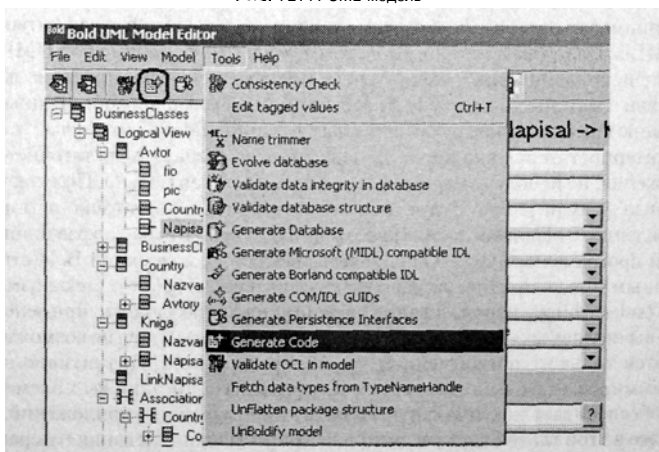 Bold Bold UML Model Editor
File Edit View Model Tools Help
Consistency Check
Edit tagged values Ctrl+T
Name trimmer
Evolve database
Validate data integrity in database
Validate database structure
Generate Database
Generate Microsoft (MIDL) compatible IDL
Generate Borland compatible IDL
Generate COM/IDL GUIDs
Generate Persistence Interfaces
Generate Code
Validate OCL in model
Fetch data types from TypeNameHandle
UnFlatten package structure
UnBoldify model
BusinessClasses
Logical View
Avtor
fio
pic
Countr
Napisa
BusinessCl
Country
Nazvar
Avtory
Kniga
Nazvar
Napisa
LinkNapisa
Association
Countr
Co
lapisal ->
?